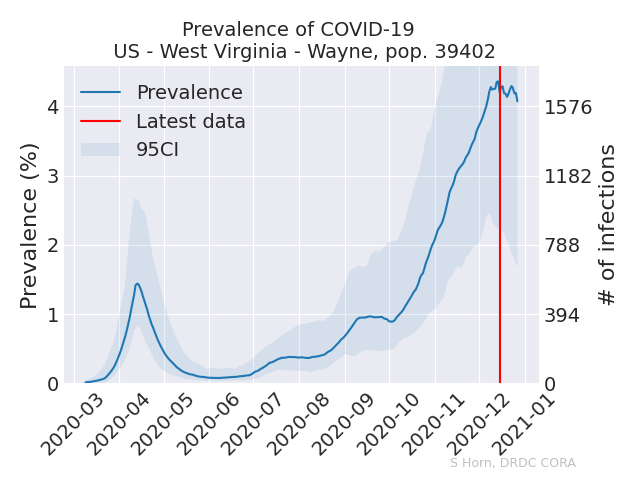 Prevalence of COVID-19
US - West Virginia - Wayne, pop. 39402
Prevalence
Latest data
95CI
Prevalence (%)
4
3
2
1
0
1576
1182
788
394
0
# of infections
2020-03
2020-04
2020-05
2020-06
2020-07
2020-08
2020-09
2020-10
2020-11
2020-12
2021-01
S Horn, DRDC CORA